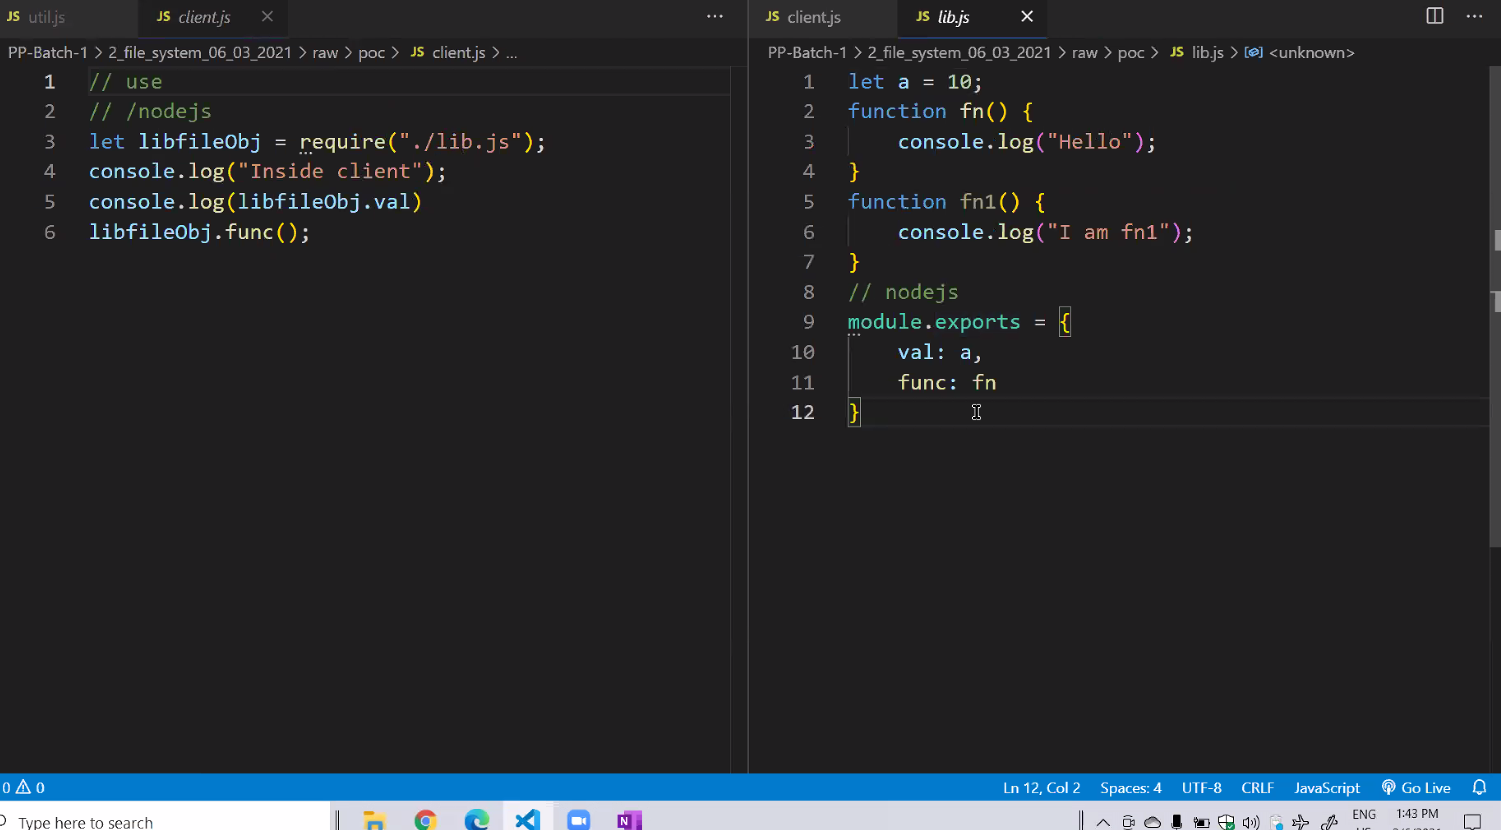 JS util.js JS client.js × ···
PP-Batch-1 > 2_file_system_06_03_2021 > raw > poc > JS client.js > ...
1 // use
2 // /nodejs
3 let libfileObj = require("./lib.js");
4 console.log("Inside client");
5 console.log(libfileObj.val)
6 libfileObj.func();
JS client.js JS lib.js × ···
PP-Batch-1 > 2_file_system_06_03_2021 > raw > poc > JS lib.js > <unknown>
1 let a = 10;
2 function fn() {
3 console.log("Hello");
4 }
5 function fn1() {
6 console.log("I am fn1");
7 }
8 // nodejs
9 module.exports = {
10 val: a,
11 func: fn
12 }
0 0 Ln 12, Col 2 Spaces: 4 UTF-8 CRLF JavaScript Go Live
Type here to search N ENG 1:43 PM